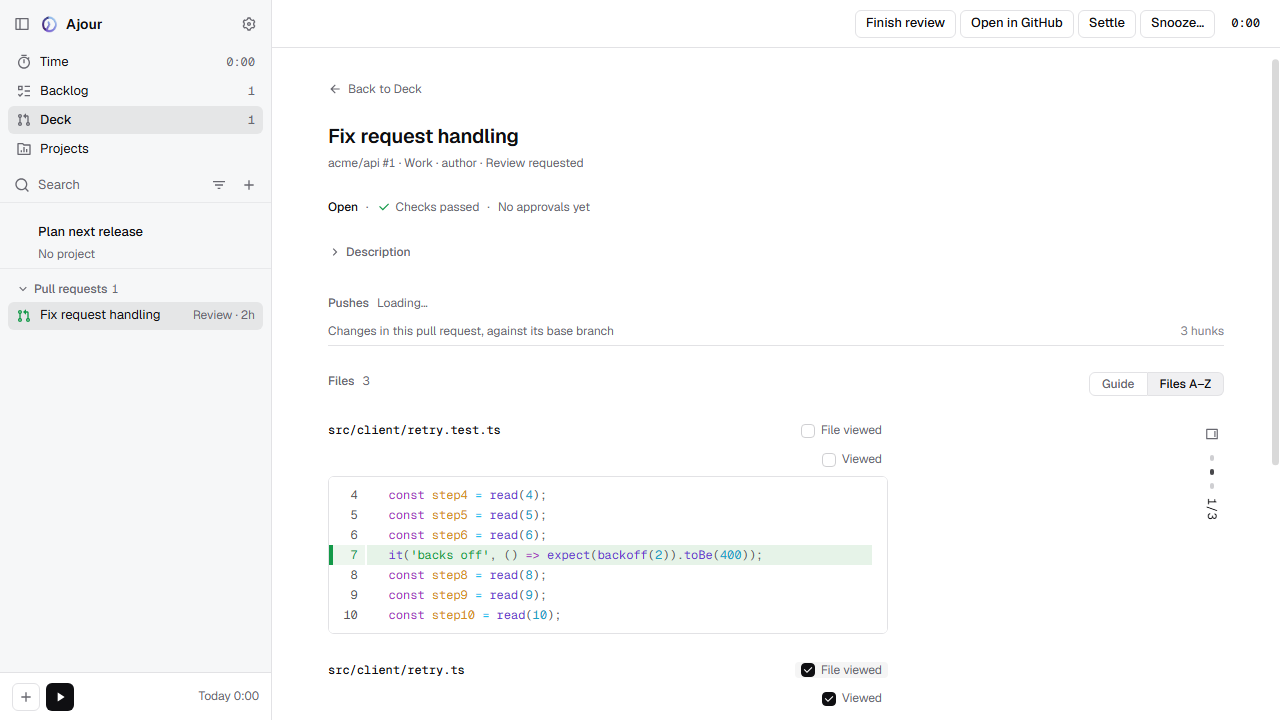 Ajour
Time 0:00
Backlog 1
Deck 1
Projects
Search
Plan next release
No project
Pull requests 1
Fix request handling Review · 2h
Today 0:00
Finish review
Open in GitHub
Settle
Snooze…
0:00
Back to Deck
Fix request handling
acme/api #1 · Work · author · Review requested
Open · Checks passed · No approvals yet
Description
Pushes Loading…
Changes in this pull request, against its base branch 3 hunks
Files 3
Guide Files A–Z
src/client/retry.test.ts File viewed
Viewed
4 const step4 = read(4);
5 const step5 = read(5);
6 const step6 = read(6);
7 it('backs off', () => expect(backoff(2)).toBe(400));
8 const step8 = read(8);
9 const step9 = read(9);
10 const step10 = read(10);
1/3
src/client/retry.ts File viewed
Viewed